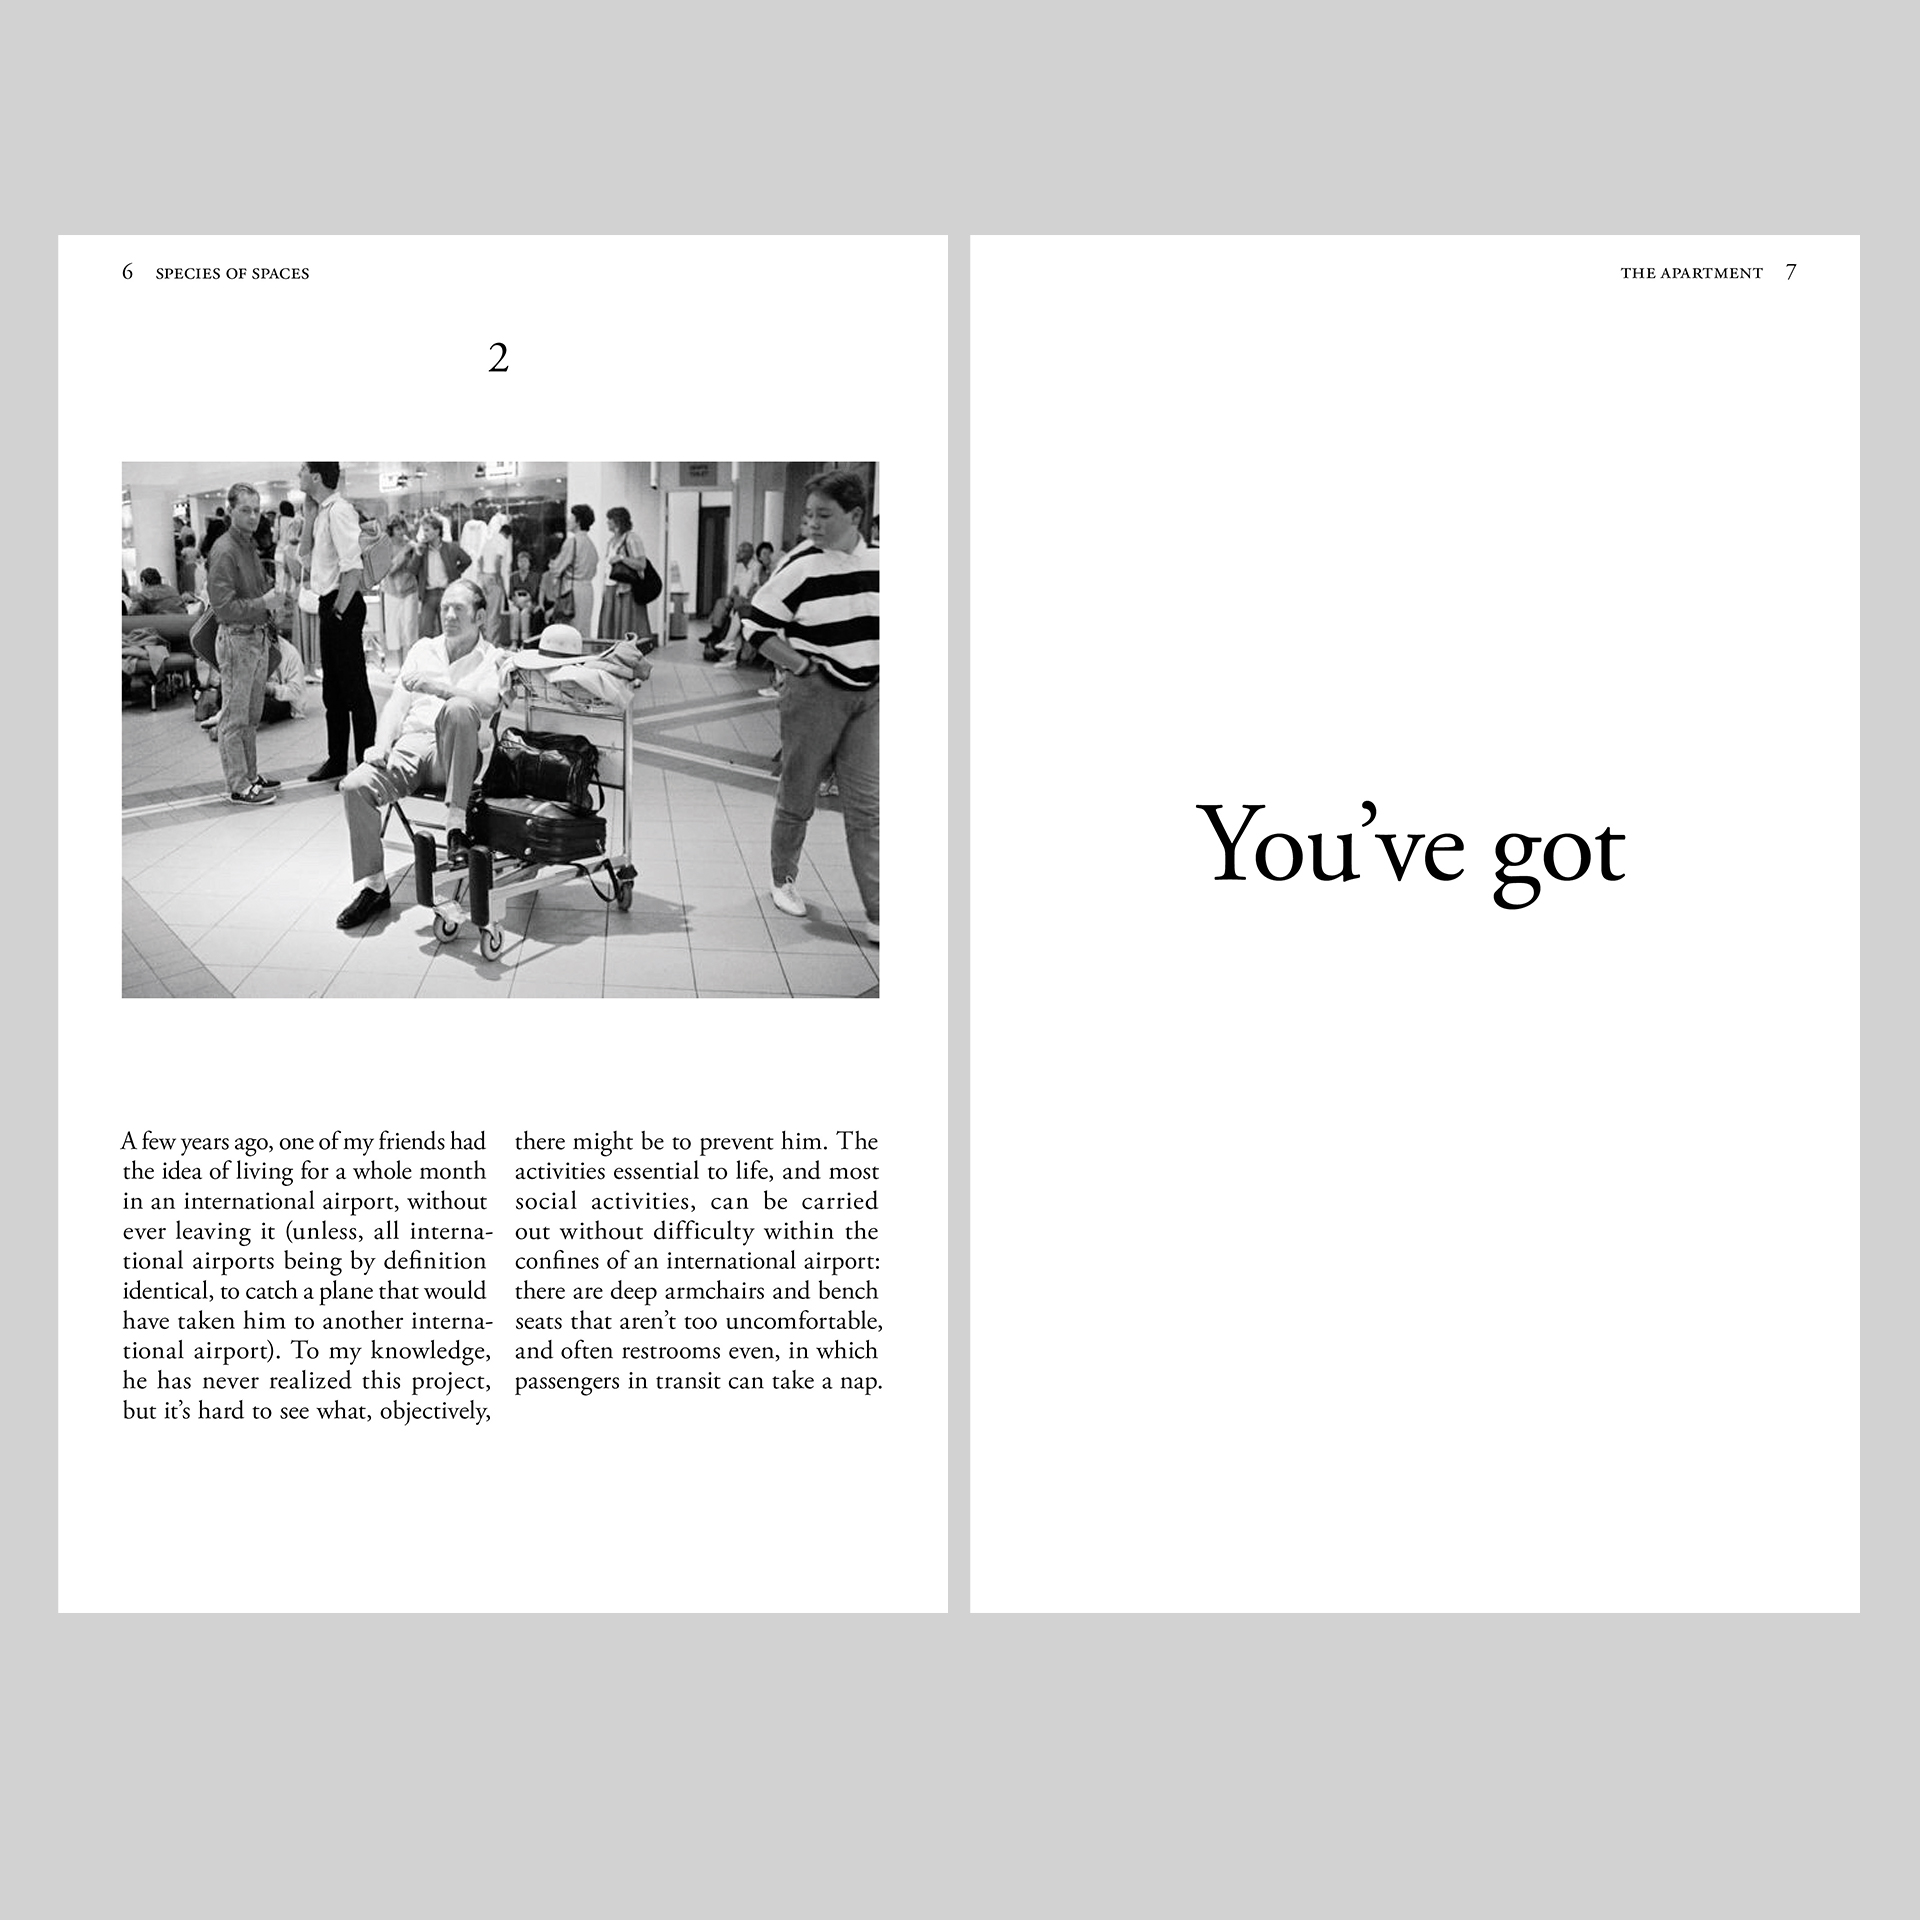 6 SPECIES OF SPACES
2
A few years ago, one of my friends had
the idea of living for a whole month
in an international airport, without
ever leaving it (unless, all interna-
tional airports being by definition
identical, to catch a plane that would
have taken him to another interna-
tional airport). To my knowledge,
he has never realized this project,
but it’s hard to see what, objectively,
there might be to prevent him. The
activities essential to life, and most
social activities, can be carried
out without difficulty within the
confines of an international airport:
there are deep armchairs and bench
seats that aren’t too uncomfortable,
and often restrooms even, in which
passengers in transit can take a nap.
THE APARTMENT 7
You’ve got